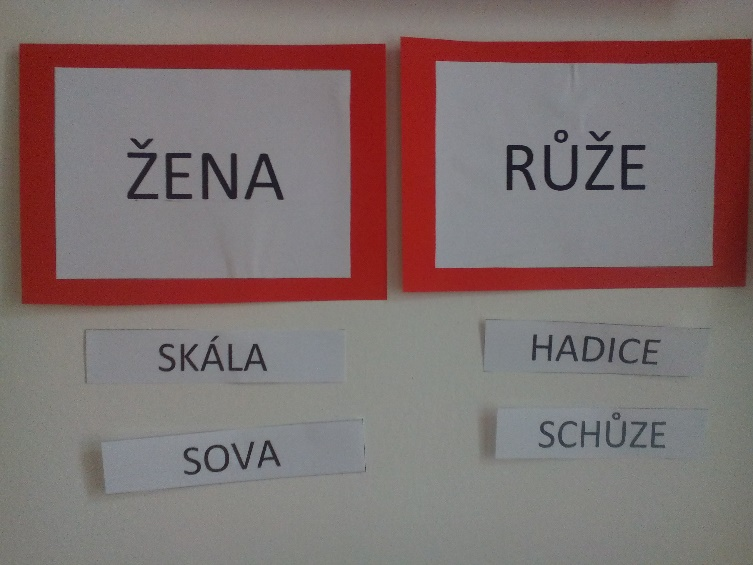 ŽENA
SKÁLA
SOVA
RŮŽE
HADICE
SCHŮZE